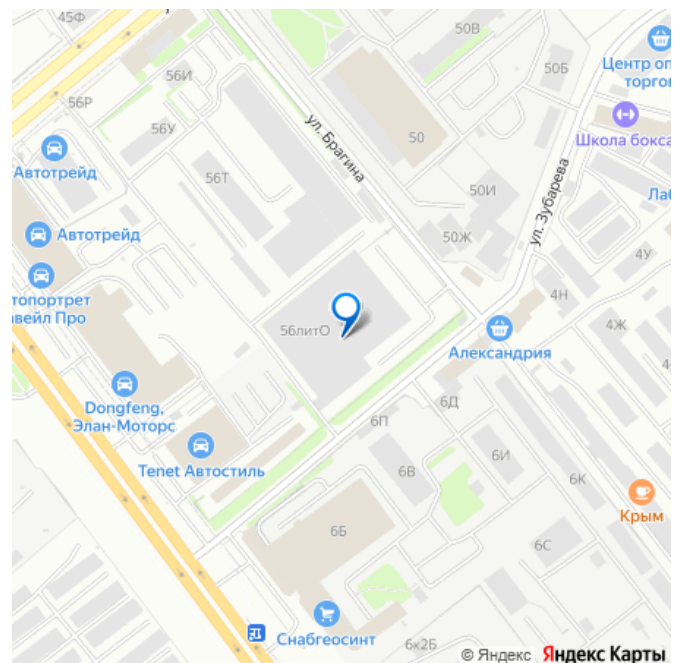 45Ф
50В
56И
50Б
Центр оп
торгов
56Р
56У
ул. Брагина
50
Школа бокса
Автотрейд
56Т
50И
ул. Зубарева
Лаб
Автотрейд
50Ж
4У
топортрет
авейл Про
4Н
56литО
4Ж
Александрия
Dongfeng,
Элан-Моторс
6П
6Д
Tenet Автостиль
6В
6И
6К
Крым
6Б
6С
Снабгеосинт
6к2Б
© Яндекс Яндекс Карты